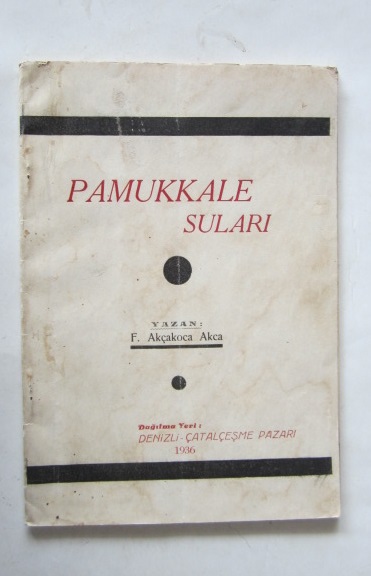 PAMUKKALE
SULARI
YAZAN:
F. Akçakoca Akca
Dağıtma Yeri :
DENİZLİ-ÇATALÇEŞME PAZARI
1936